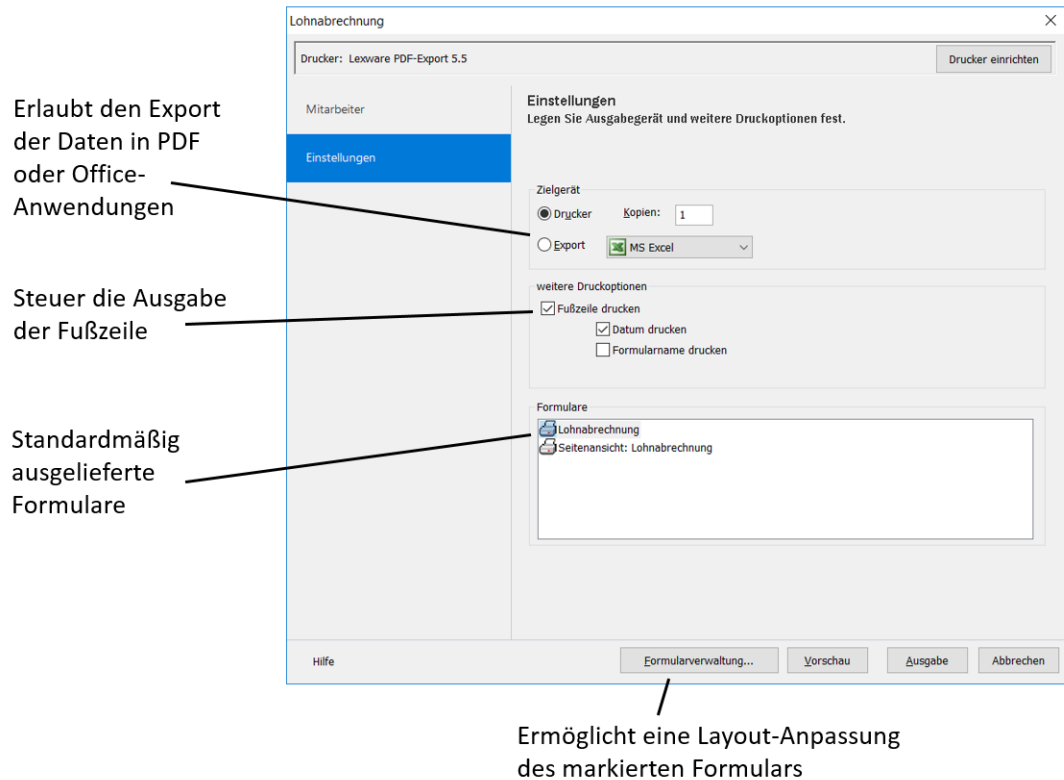 Lohnabrechnung
Drucker: Lexware PDF-Export 5.5
Drucker einrichten
Mitarbeiter
Einstellungen
Einstellungen
Legen Sie Ausgabegerät und weitere Druckoptionen fest.
Zielgerät
Drucker Kopien: 1
Export MS Excel
weitere Druckoptionen
Fußzeile drucken
Datum drucken
Formularname drucken
Formulare
Lohnabrechnung
Seitenansicht: Lohnabrechnung
Hilfe
Formularverwaltung...
Vorschau
Ausgabe
Abbrechen
Erlaubt den Export
der Daten in PDF
oder Office-
Anwendungen
Steuer die Ausgabe
der Fußzeile
Standardmäßig
ausgelieferte
Formulare
Ermöglicht eine Layout-Anpassung
des markierten Formulars